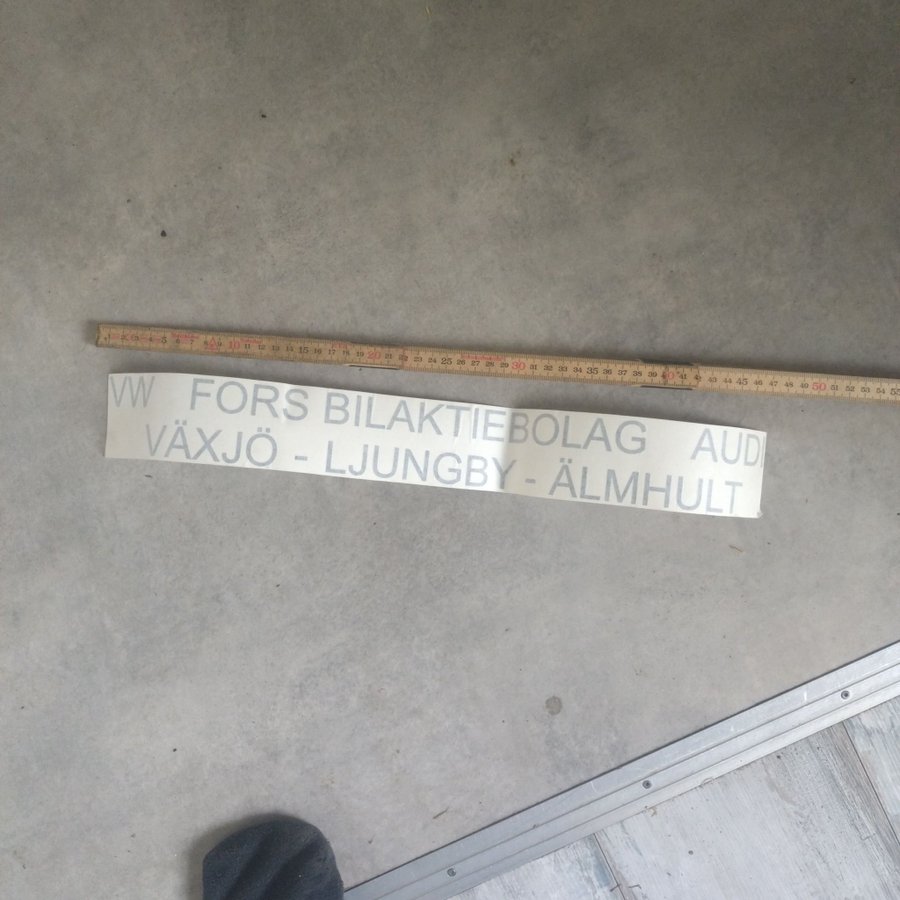 VW FORS BILAKTIEBOLAG AUDI
VÄXJÖ - LJUNGBY - ÄLMHULT